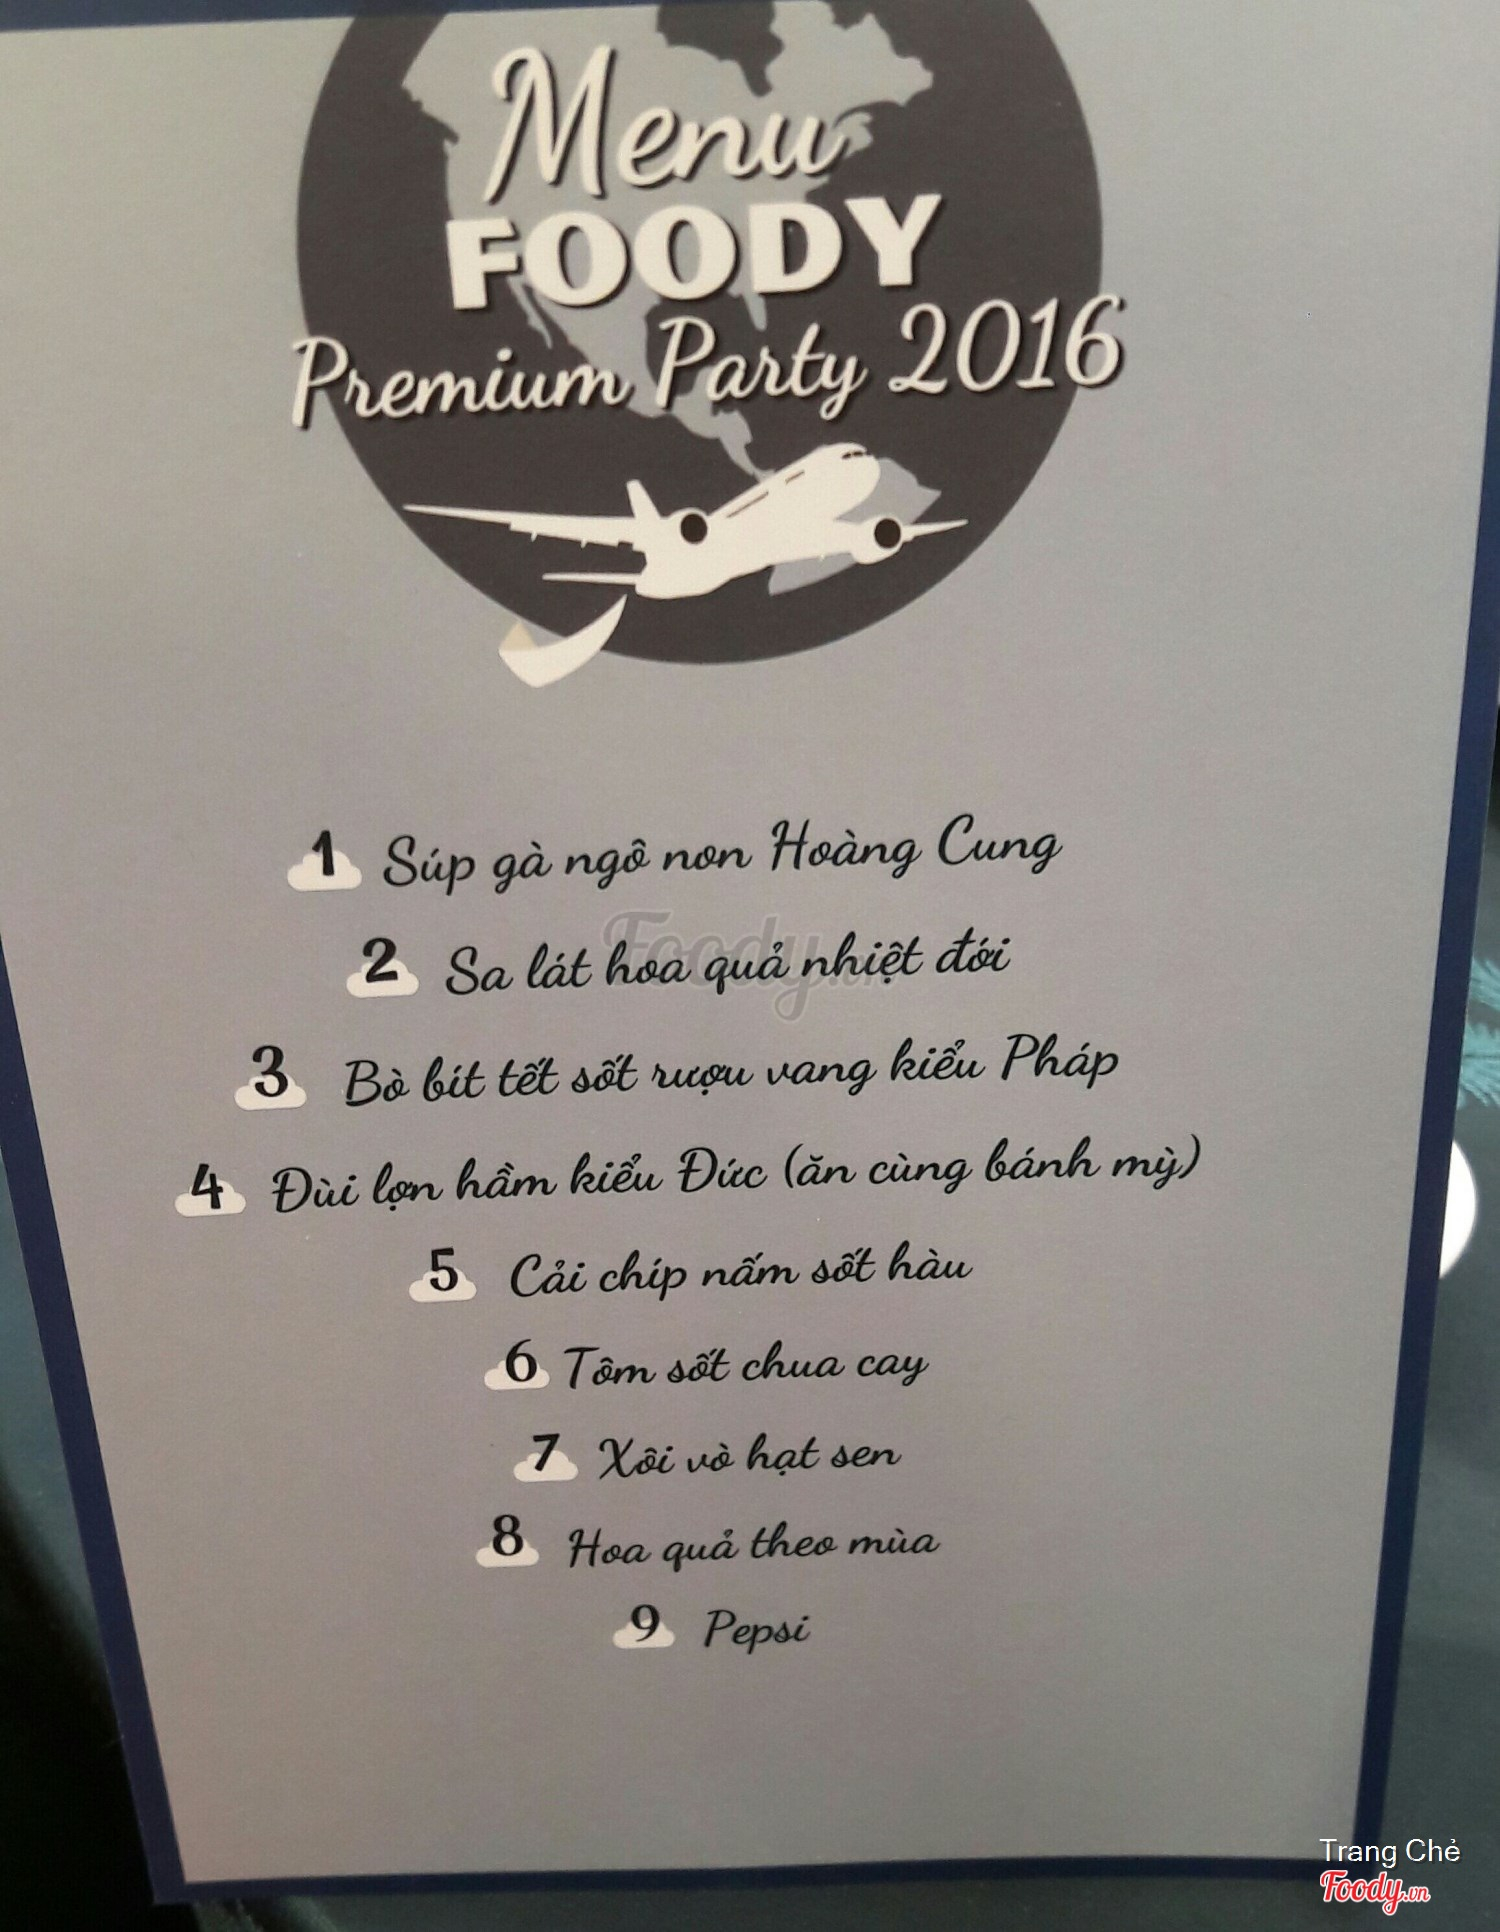 Menu
FOODY
Premium Party 2016
1 Súp gà ngô non Hoàng Cung
2 Sa lát hoa quả nhiệt đới
Foody.vn
3 Bò bít tết sốt rượu vang kiểu Pháp
4 Đùi lợn hầm kiểu Đức (ăn cùng bánh mỳ)
5 Cải chíp nấm sốt hàu
6 Tôm sốt chua cay
7 Xôi vò hạt sen
8 Hoa quả theo mùa
9 Pepsi
Trang Chẻ
Foody.vn